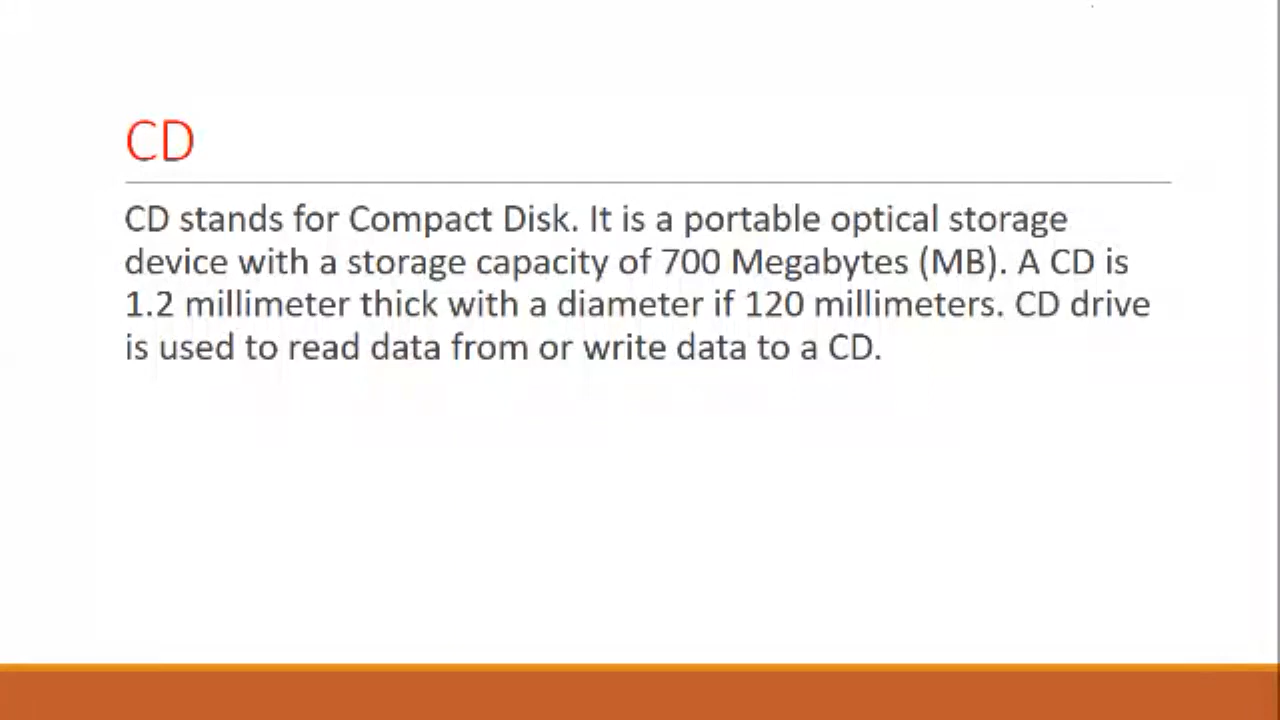 CD
CD stands for Compact Disk. It is a portable optical storage
device with a storage capacity of 700 Megabytes (MB). A CD is
1.2 millimeter thick with a diameter if 120 millimeters. CD drive
is used to read data from or write data to a CD.